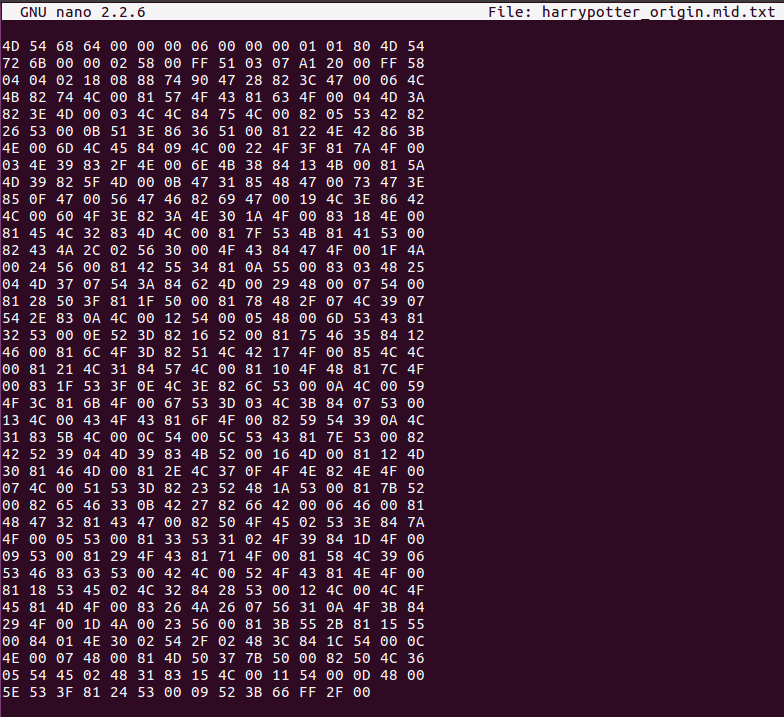 GNU nano 2.2.6 File: harrypotter_origin.mid.txt
4D 54 68 64 00 00 00 06 00 00 00 01 01 80 4D 54
72 6B 00 00 02 58 00 FF 51 03 07 A1 20 00 FF 58
04 04 02 18 08 88 74 90 47 28 82 3C 47 00 06 4C
4B 82 74 4C 00 81 57 4F 43 81 63 4F 00 04 4D 3A
82 3E 4D 00 03 4C 4C 84 75 4C 00 82 05 53 42 82
26 53 00 0B 51 3E 86 36 51 00 81 22 4E 42 86 3B
4E 00 6D 4C 45 84 09 4C 00 22 4F 3F 81 7A 4F 00
03 4E 39 83 2F 4E 00 6E 4B 38 84 13 4B 00 81 5A
4D 39 82 5F 4D 00 0B 47 31 85 48 47 00 73 47 3E
85 0F 47 00 56 47 46 82 69 47 00 19 4C 3E 86 42
4C 00 60 4F 3E 82 3A 4E 30 1A 4F 00 83 18 4E 00
81 45 4C 32 83 4D 4C 00 81 7F 53 4B 81 41 53 00
82 43 4A 2C 02 56 30 00 4F 43 84 47 4F 00 1F 4A
00 24 56 00 81 42 55 34 81 0A 55 00 83 03 48 25
04 4D 37 07 54 3A 84 62 4D 00 29 48 00 07 54 00
81 28 50 3F 81 1F 50 00 81 78 48 2F 07 4C 39 07
54 2E 83 0A 4C 00 12 54 00 05 48 00 6D 53 43 81
32 53 00 0E 52 3D 82 16 52 00 81 75 46 35 84 12
46 00 81 6C 4F 3D 82 51 4C 42 17 4F 00 85 4C 4C
00 81 21 4C 31 84 57 4C 00 81 10 4F 48 81 7C 4F
00 83 1F 53 3F 0E 4C 3E 82 6C 53 00 0A 4C 00 59
4F 3C 81 6B 4F 00 67 53 3D 03 4C 3B 84 07 53 00
13 4C 00 43 4F 43 81 6F 4F 00 82 59 54 39 0A 4C
31 83 5B 4C 00 0C 54 00 5C 53 43 81 7E 53 00 82
42 52 39 04 4D 39 83 4B 52 00 16 4D 00 81 12 4D
30 81 46 4D 00 81 2E 4C 37 0F 4F 4E 82 4E 4F 00
07 4C 00 51 53 3D 82 23 52 48 1A 53 00 81 7B 52
00 82 65 46 33 0B 42 27 82 66 42 00 06 46 00 81
48 47 32 81 43 47 00 82 50 4F 45 02 53 3E 84 7A
4F 00 05 53 00 81 33 53 31 02 4F 39 84 1D 4F 00
09 53 00 81 29 4F 43 81 71 4F 00 81 58 4C 39 06
53 46 83 63 53 00 42 4C 00 52 4F 43 81 4E 4F 00
81 18 53 45 02 4C 32 84 28 53 00 12 4C 00 4C 4F
45 81 4D 4F 00 83 26 4A 26 07 56 31 0A 4F 3B 84
29 4F 00 1D 4A 00 23 56 00 81 3B 55 2B 81 15 55
00 84 01 4E 30 02 54 2F 02 48 3C 84 1C 54 00 0C
4E 00 07 48 00 81 4D 50 37 7B 50 00 82 50 4C 36
05 54 45 02 48 31 83 15 4C 00 11 54 00 0D 48 00
5E 53 3F 81 24 53 00 09 52 3B 66 FF 2F 00